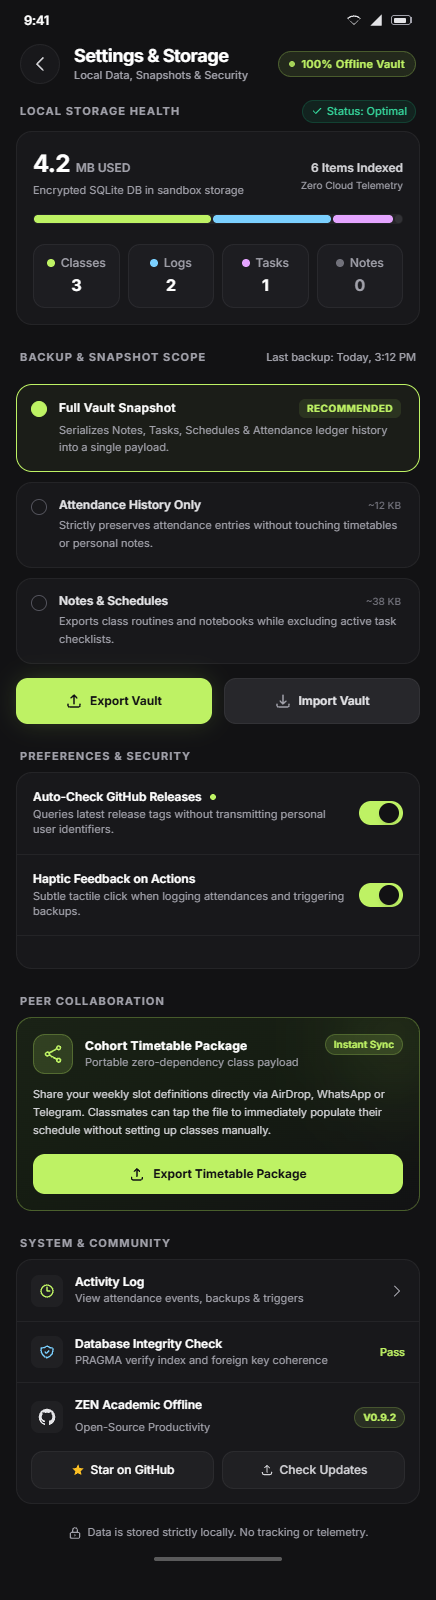 9:41
Settings & Storage
Local Data, Snapshots & Security
100% Offline Vault
LOCAL STORAGE HEALTH
Status: Optimal
4.2 MB USED
6 Items Indexed
Encrypted SQLite DB in sandbox storage
Zero Cloud Telemetry
Classes
3
Logs
2
Tasks
1
Notes
0
BACKUP & SNAPSHOT SCOPE
Last backup: Today, 3:12 PM
Full Vault Snapshot
RECOMMENDED
Serializes Notes, Tasks, Schedules & Attendance ledger history
into a single payload.
Attendance History Only
~12 KB
Strictly preserves attendance entries without touching timetables
or personal notes.
Notes & Schedules
~38 KB
Exports class routines and notebooks while excluding active task
checklists.
Export Vault
Import Vault
PREFERENCES & SECURITY
Auto-Check GitHub Releases
Queries latest release tags without transmitting personal
user identifiers.
Haptic Feedback on Actions
Subtle tactile click when logging attendances and triggering
backups.
PEER COLLABORATION
Cohort Timetable Package
Instant Sync
Portable zero-dependency class payload
Share your weekly slot definitions directly via AirDrop, WhatsApp or
Telegram. Classmates can tap the file to immediately populate their
schedule without setting up classes manually.
Export Timetable Package
SYSTEM & COMMUNITY
Activity Log
View attendance events, backups & triggers
Database Integrity Check
PRAGMA verify index and foreign key coherence
Pass
ZEN Academic Offline
Open-Source Productivity
V0.9.2
Star on GitHub
Check Updates
Data is stored strictly locally. No tracking or telemetry.